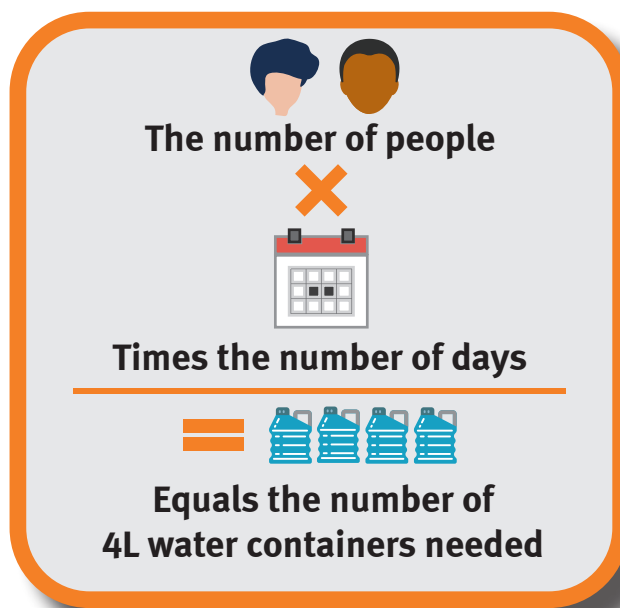 The number of people
Times the number of days
Equals the number of
4L water containers needed